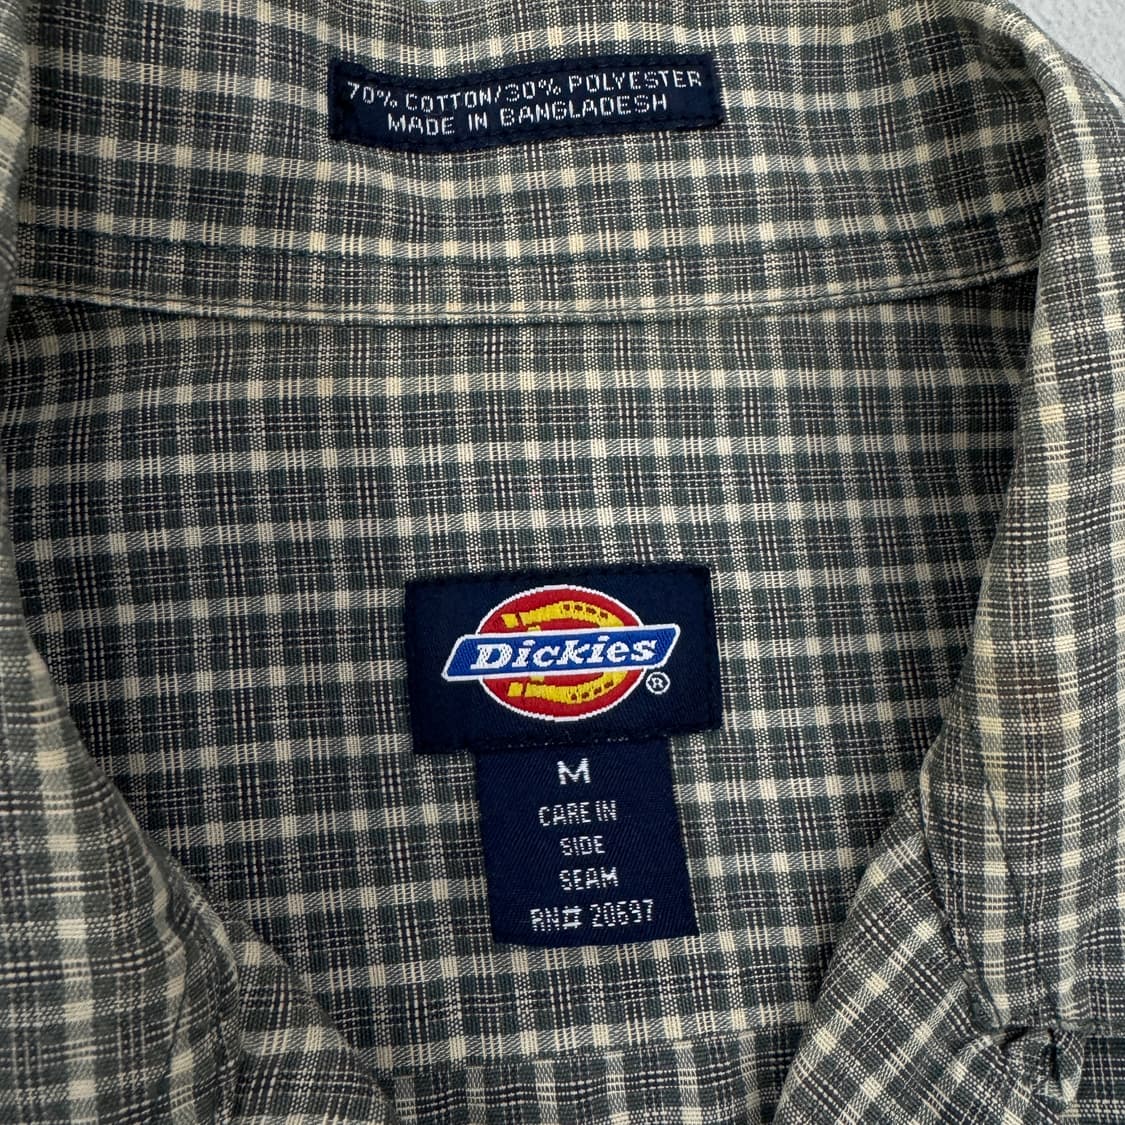 70% COTTON/30% POLYESTER
MADE IN BANGLADESH
Dickies®
M
CARE IN
SIDE
SEAM
RN# 20697